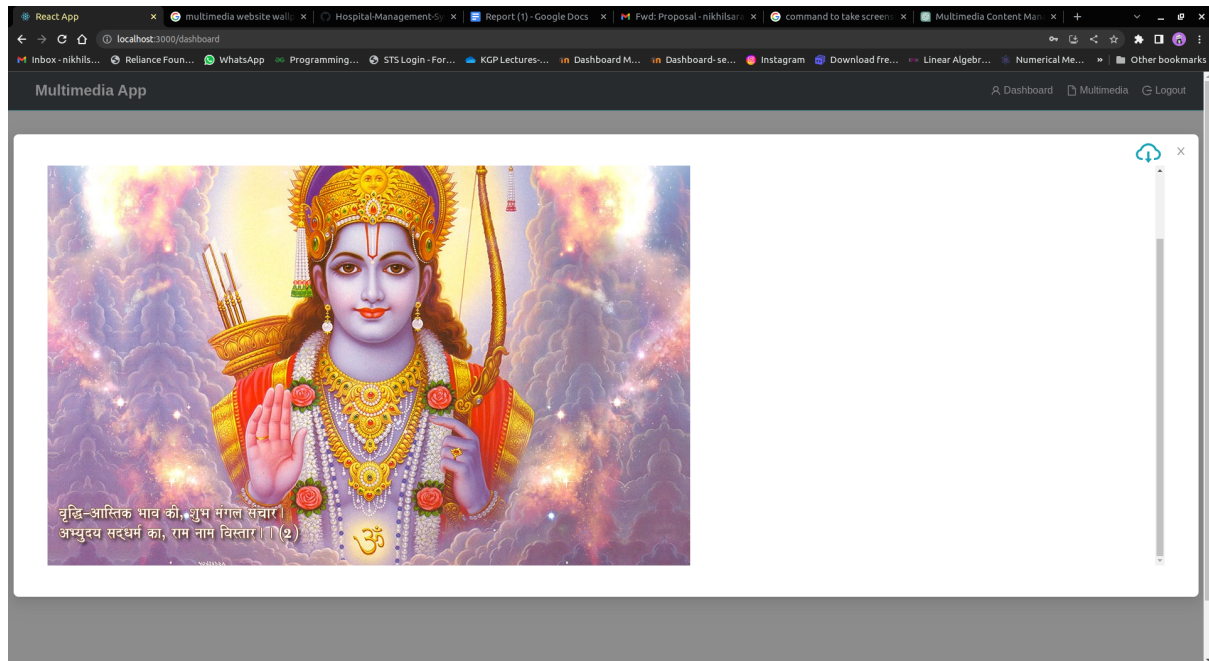 React App
multimedia website wallp
Hospital-Management-Sy
Report (1) - Google Docs
Fwd: Proposal - nikhilsara
command to take screens
Multimedia Content Man
localhost:3000/dashboard
Inbox - nikhils...
Reliance Foun...
WhatsApp
Programming...
STS Login - For...
KGP Lectures-...
Dashboard M...
Dashboard- se...
Instagram
Download fre...
Linear Algebr...
Numerical Me...
»
Other bookmarks
Multimedia App
Dashboard
Multimedia
Logout
वृद्धि-आस्तिक भाव की, शुभ मंगल संचार।
अभ्युदय सद्धर्म का, राम नाम विस्तार।।(2)
ॐ